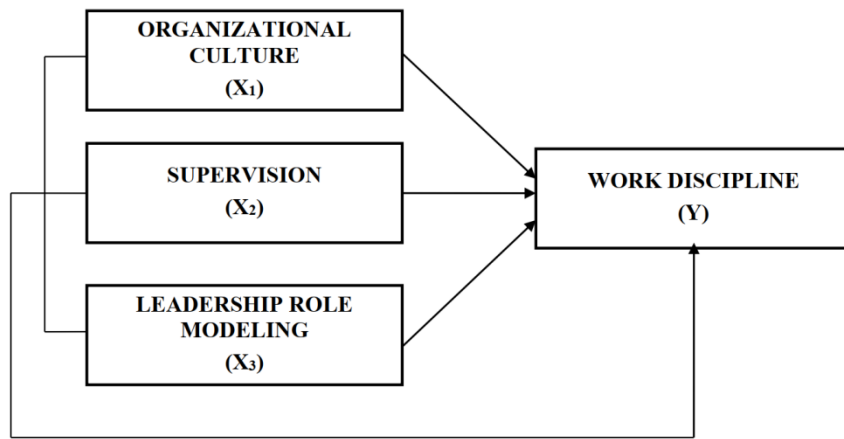 ORGANIZATIONAL
CULTURE
(X₁)
SUPERVISION
(X₂)
WORK DISCIPLINE
(Y)
LEADERSHIP ROLE
MODELING
(X₃)